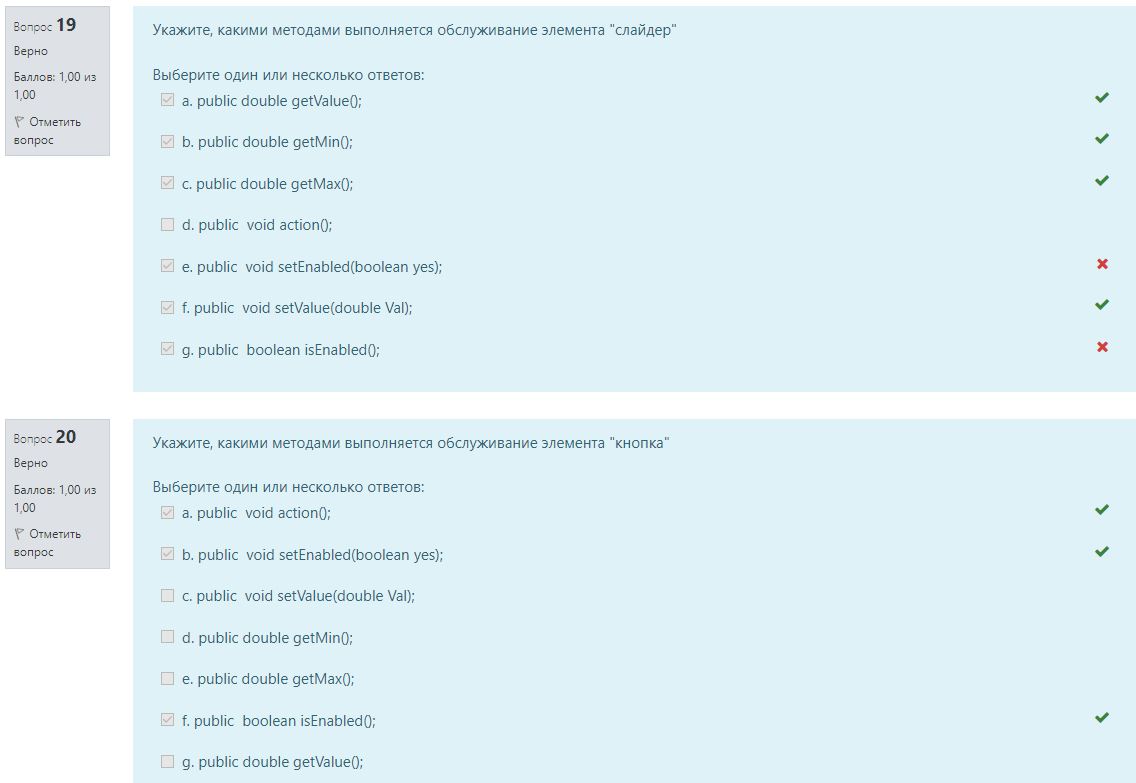 Вопрос 19
Верно
Баллов: 1,00 из
1,00
Отметить
вопрос
Укажите, какими методами выполняется обслуживание элемента "слайдер"
Выберите один или несколько ответов:
a. public double getValue();
b. public double getMin();
c. public double getMax();
d. public void action();
e. public void setEnabled(boolean yes);
f. public void setValue(double Val);
g. public boolean isEnabled();
Вопрос 20
Верно
Баллов: 1,00 из
1,00
Отметить
вопрос
Укажите, какими методами выполняется обслуживание элемента "кнопка"
Выберите один или несколько ответов:
a. public void action();
b. public void setEnabled(boolean yes);
c. public void setValue(double Val);
d. public double getMin();
e. public double getMax();
f. public boolean isEnabled();
g. public double getValue();